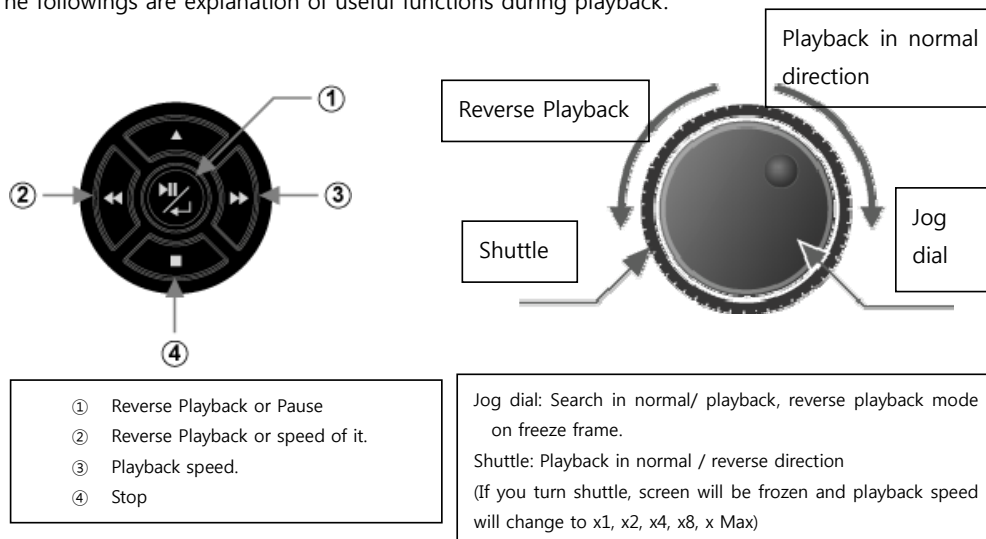 The followings are explanation of useful functions during playback.
Playback in normal
direction
Reverse Playback
①
②
③
Shuttle
Jog
dial
④
① Reverse Playback or Pause
② Reverse Playback or speed of it.
③ Playback speed.
④ Stop
Jog dial: Search in normal/ playback, reverse playback mode
on freeze frame.
Shuttle: Playback in normal / reverse direction
(If you turn shuttle, screen will be frozen and playback speed
will change to x1, x2, x4, x8, x Max)